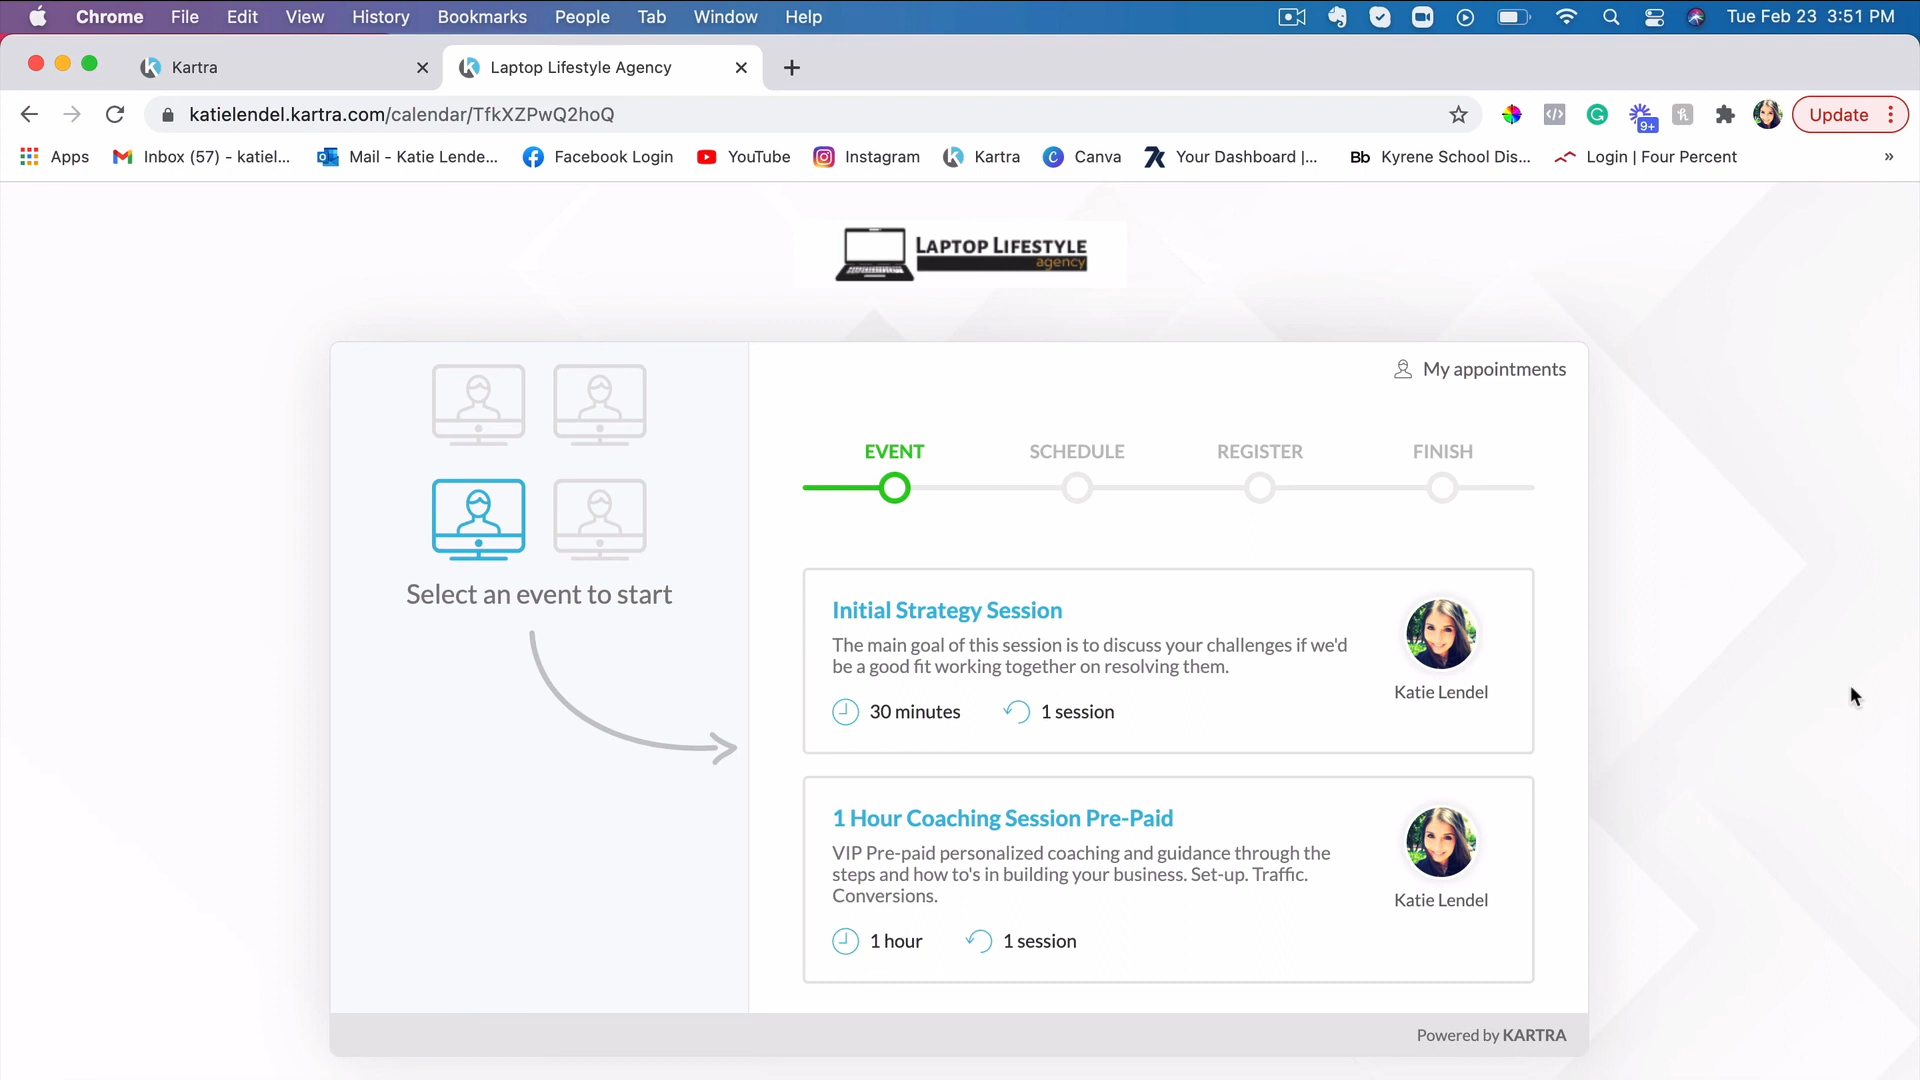 Chrome File Edit View History Bookmarks People Tab Window Help Tue Feb 23 3:51 PM
Kartra Laptop Lifestyle Agency
katielendel.kartra.com/calendar/TfkXZPwQ2hoQ 9+ Update
Apps Inbox (57) - katiel... Mail - Katie Lende... Facebook Login YouTube Instagram Kartra Canva Your Dashboard |... Bb Kyrene School Dis... Login | Four Percent »
LAPTOP LIFESTYLE
agency
My appointments
EVENT SCHEDULE REGISTER FINISH
Select an event to start
Initial Strategy Session
The main goal of this session is to discuss your challenges if we'd
be a good fit working together on resolving them.
Katie Lendel
30 minutes 1 session
1 Hour Coaching Session Pre-Paid
VIP Pre-paid personalized coaching and guidance through the
steps and how to's in building your business. Set-up. Traffic.
Conversions.
Katie Lendel
1 hour 1 session
Powered by KARTRA